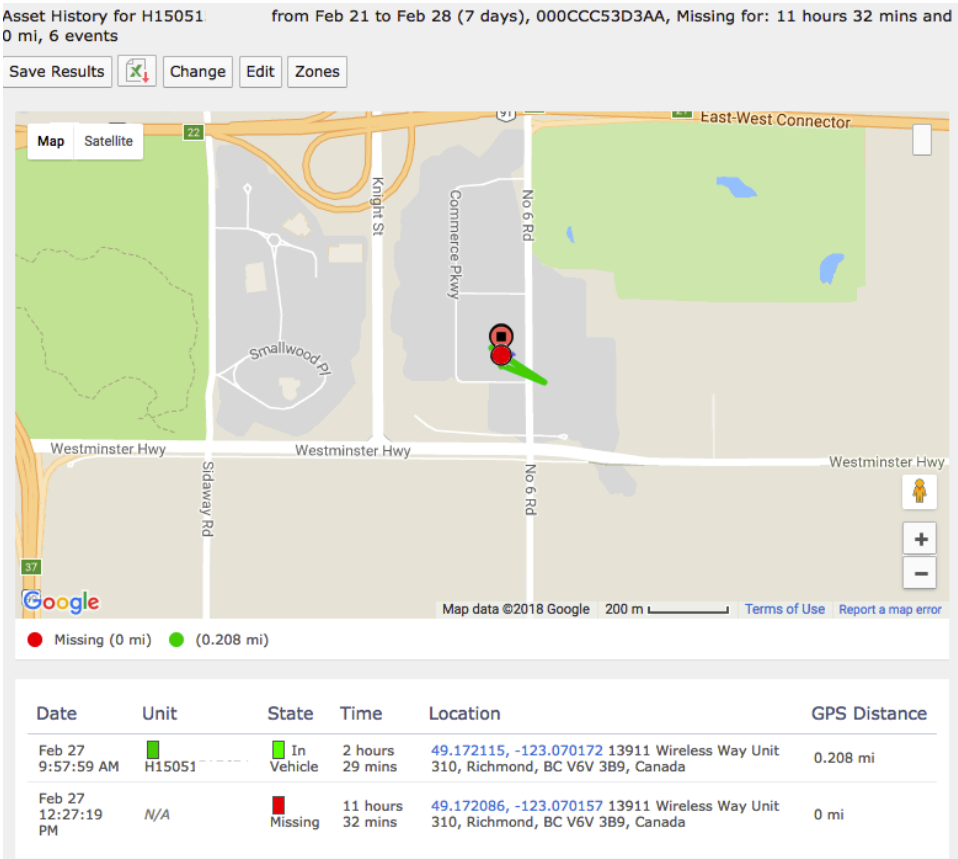 Asset History for H15051 from Feb 21 to Feb 28 (7 days), 000CCC53D3AA, Missing for: 11 hours 32 mins and
0 mi, 6 events
Save Results Change Edit Zones
Map Satellite
22
91
East-West Connector
Knight St
Commerce Pkwy
No 6 Rd
Smallwood Pl
Westminster Hwy
Westminster Hwy
Westminster Hwy
Sidaway Rd
No 6 Rd
37
Google
Map data ©2018 Google 200 m Terms of Use Report a map error
Missing (0 mi) (0.208 mi)
Date Unit State Time Location GPS Distance
Feb 27
9:57:59 AM
H15051
In
Vehicle
2 hours
29 mins
49.172115, -123.070172 13911 Wireless Way Unit
310, Richmond, BC V6V 3B9, Canada
0.208 mi
Feb 27
12:27:19
PM
N/A
Missing
11 hours
32 mins
49.172086, -123.070157 13911 Wireless Way Unit
310, Richmond, BC V6V 3B9, Canada
0 mi